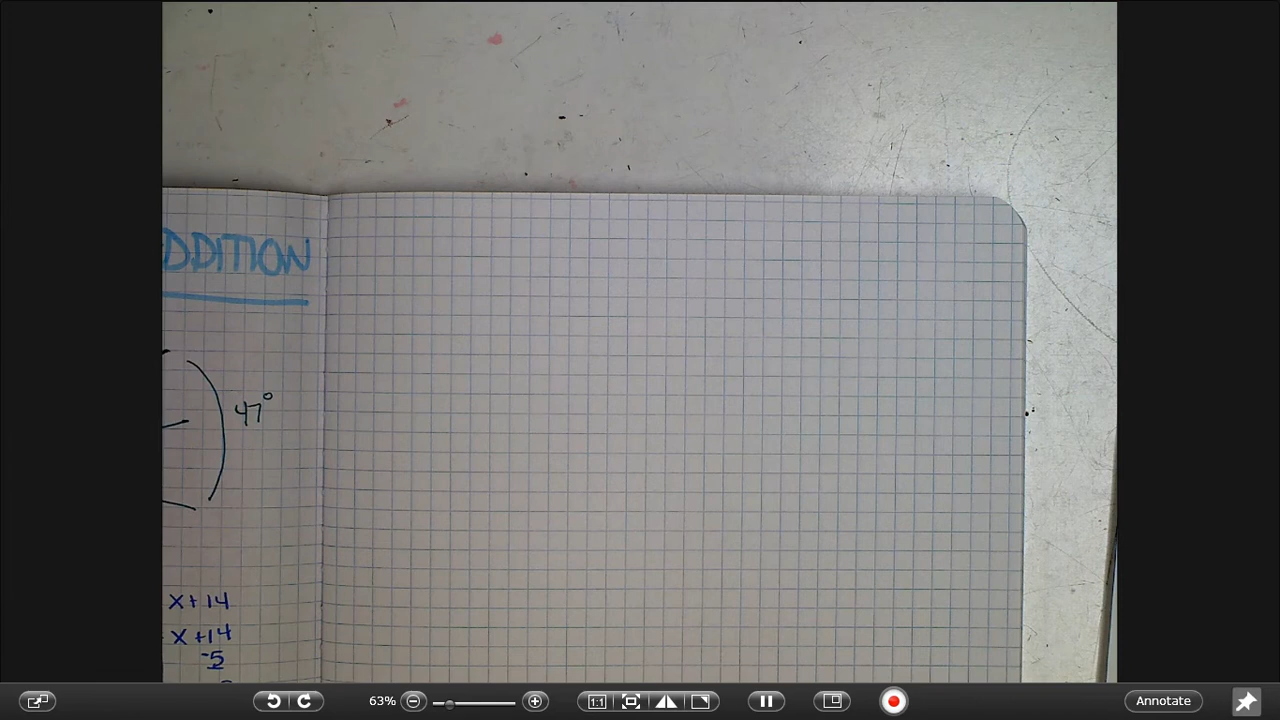 DDITION
47°
x + 14
x + 14
-5
63%
1:1
Annotate